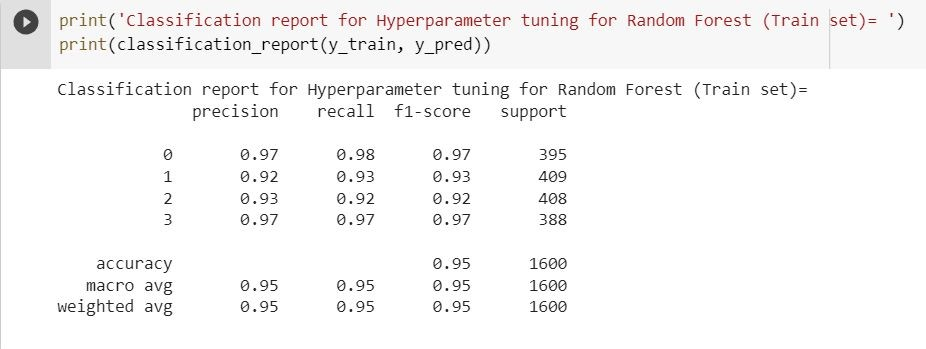 print('Classification report for Hyperparameter tuning for Random Forest (Train set)= ')
print(classification_report(y_train, y_pred))
Classification report for Hyperparameter tuning for Random Forest (Train set)=
precision recall f1-score support
0 0.97 0.98 0.97 395
1 0.92 0.93 0.93 409
2 0.93 0.92 0.92 408
3 0.97 0.97 0.97 388
accuracy 0.95 1600
macro avg 0.95 0.95 0.95 1600
weighted avg 0.95 0.95 0.95 1600